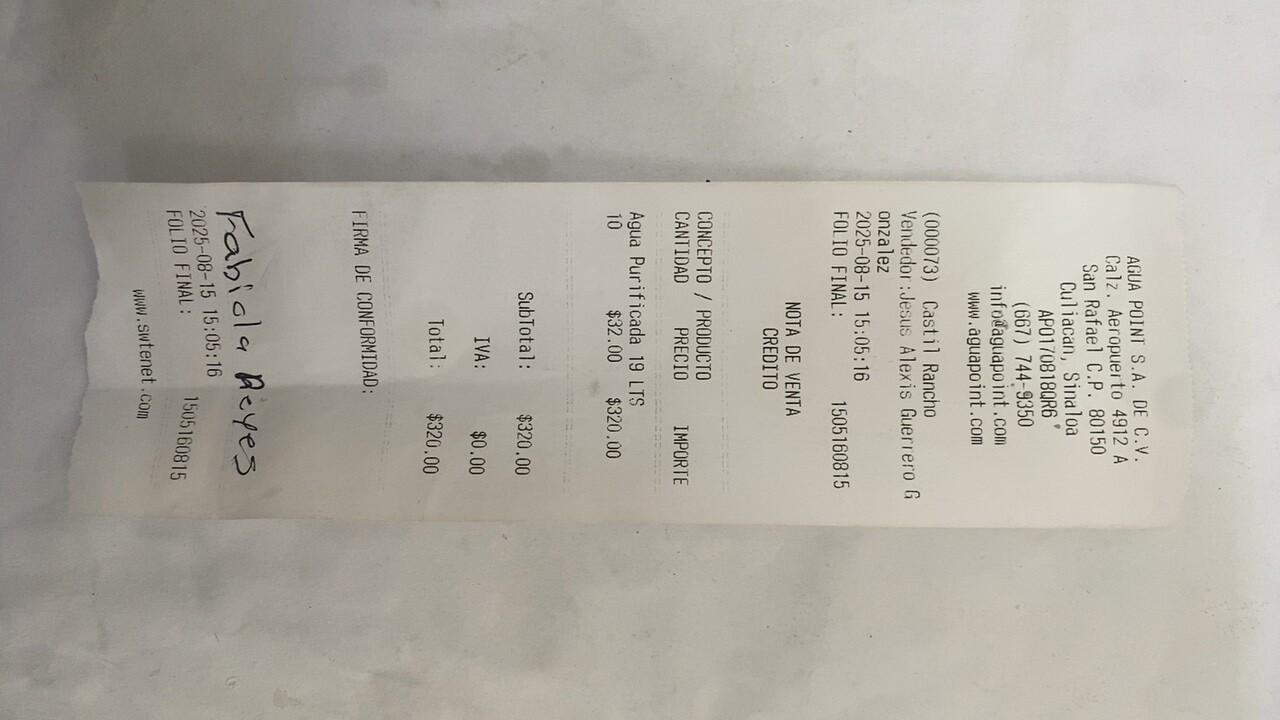 AGUA POINT S.A. DE C.V.
Calz. Aeropuerto 4912 A
San Rafael C.P. 80150
Culiacan, Sinaloa
APO170818QR6
(667) 744-9350
info@aguapoint.com
www.aguapoint.com
(000073) Castil Rancho
Vendedor:Jesus Alexis Guerrero G
onzalez
2025-08-15 15:05:16
FOLIO FINAL: 1505160815
NOTA DE VENTA
CREDITO
CONCEPTO / PRODUCTO
CANTIDAD PRECIO IMPORTE
Agua Purificada 19 LTS
10 $32.00 $320.00
SubTotal: $320.00
IVA: $0.00
Total: $320.00
FIRMA DE CONFORMIDAD:
Fabiola Reyes
2025-08-15 15:05:16
FOLIO FINAL: 1505160815
www.swtenet.com